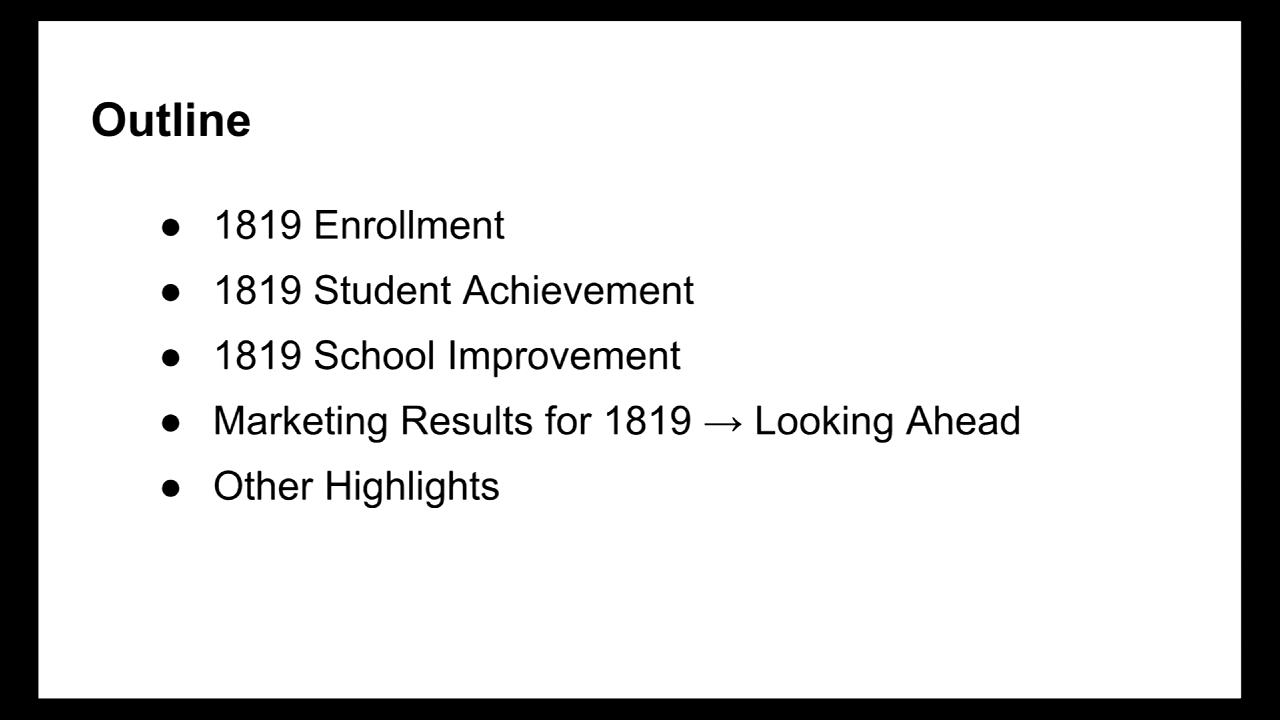 Outline
● 1819 Enrollment
● 1819 Student Achievement
● 1819 School Improvement
● Marketing Results for 1819 → Looking Ahead
● Other Highlights